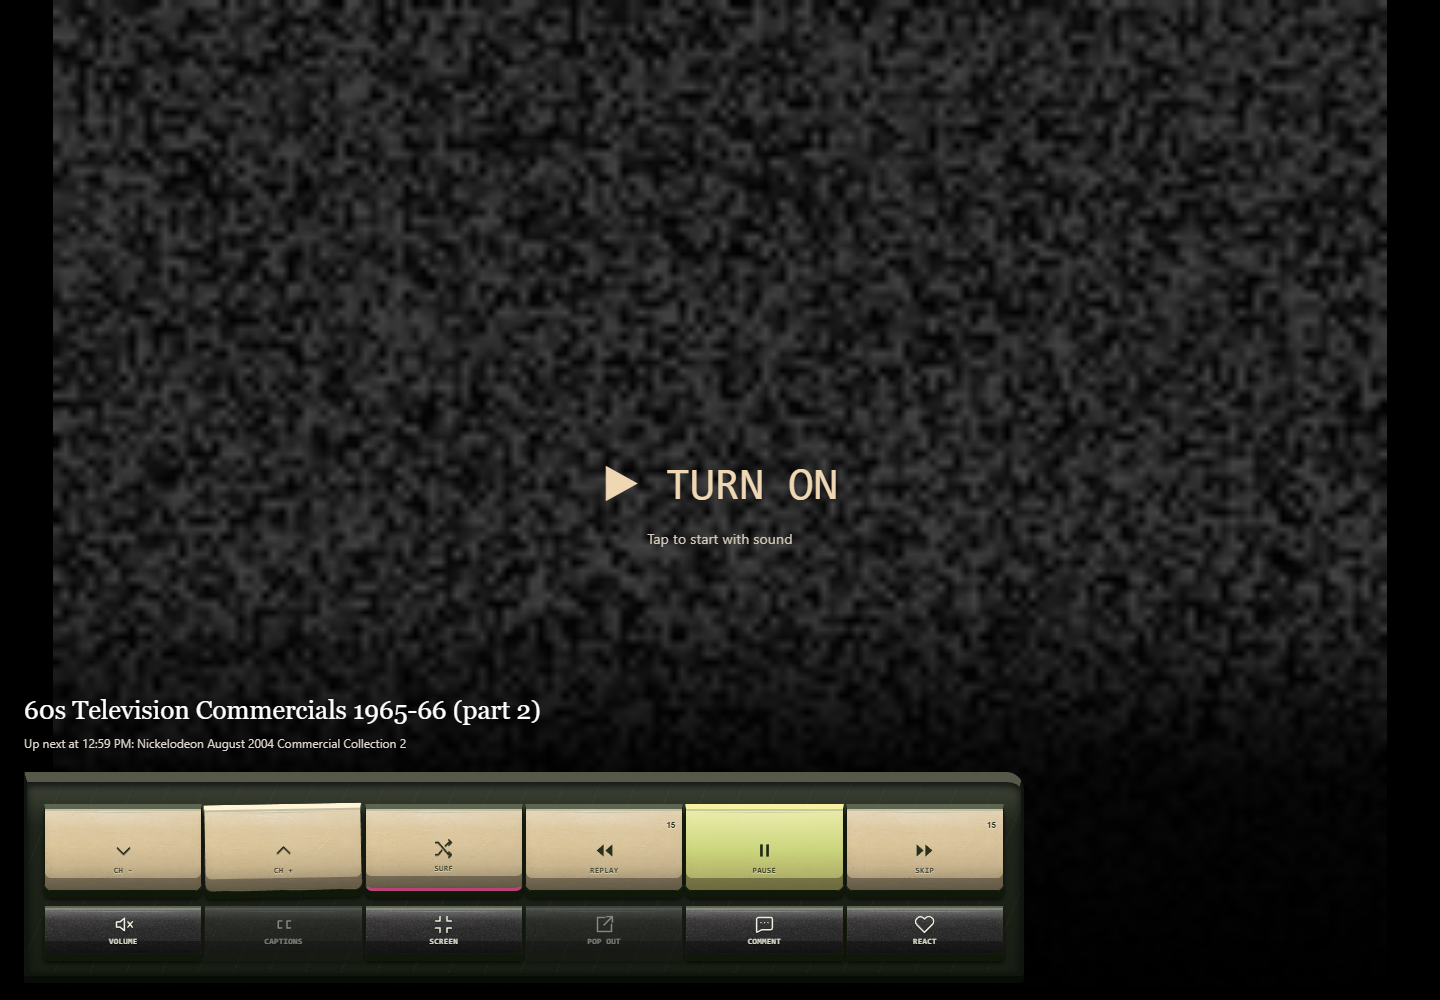 TURN ON
Tap to start with sound
60s Television Commercials 1965-66 (part 2)
Up next at 12:59 PM: Nickelodeon August 2004 Commercial Collection 2
CH -
CH +
SURF
15
REPLAY
PAUSE
15
SKIP
VOLUME
CC
CAPTIONS
SCREEN
POP OUT
COMMENT
REACT